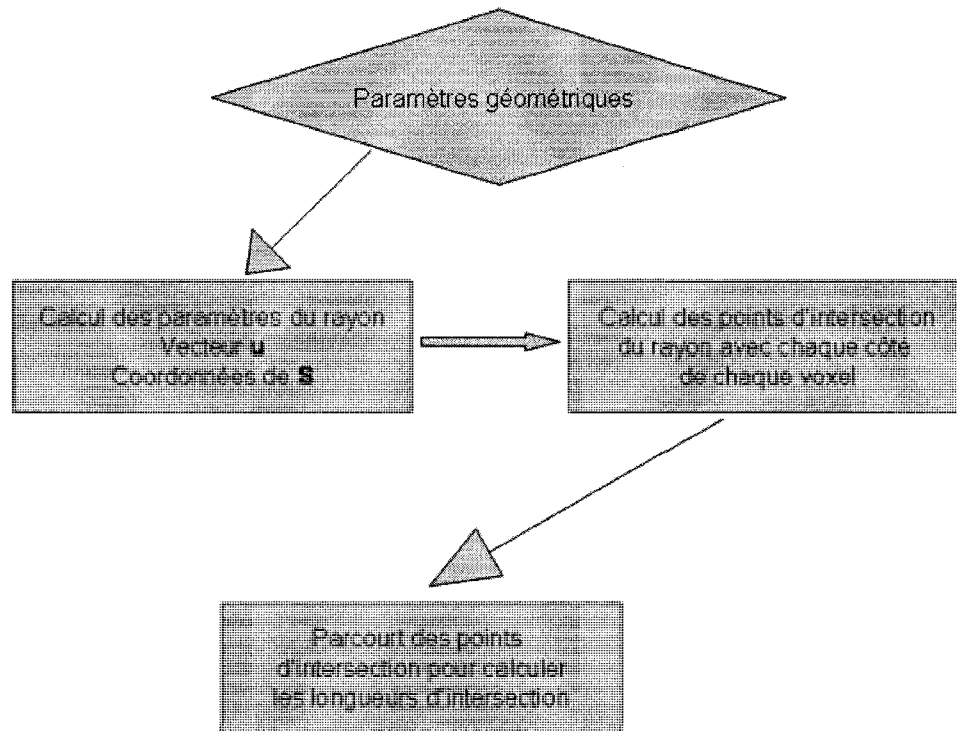 Paramètres géométriques
Calcul des paramètres du rayon
Vecteur u
Coordonnées de S
Calcul des points d'intersection
du rayon avec chaque côté
de chaque voxel
Parcourt des points
d'intersection pour calculer
les longueurs d'intersection